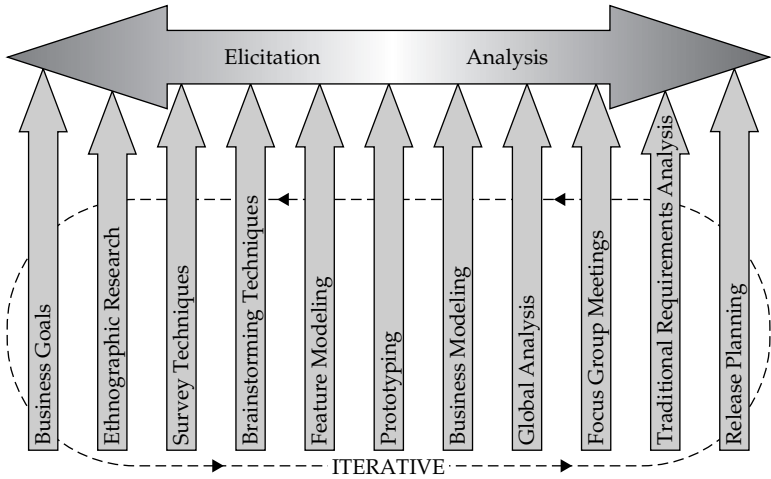 Elicitation Analysis
Business Goals
Ethnographic Research
Survey Techniques
Brainstorming Techniques
Feature Modeling
Prototyping
Business Modeling
Global Analysis
Focus Group Meetings
Traditional Requirements Analysis
Release Planning
ITERATIVE